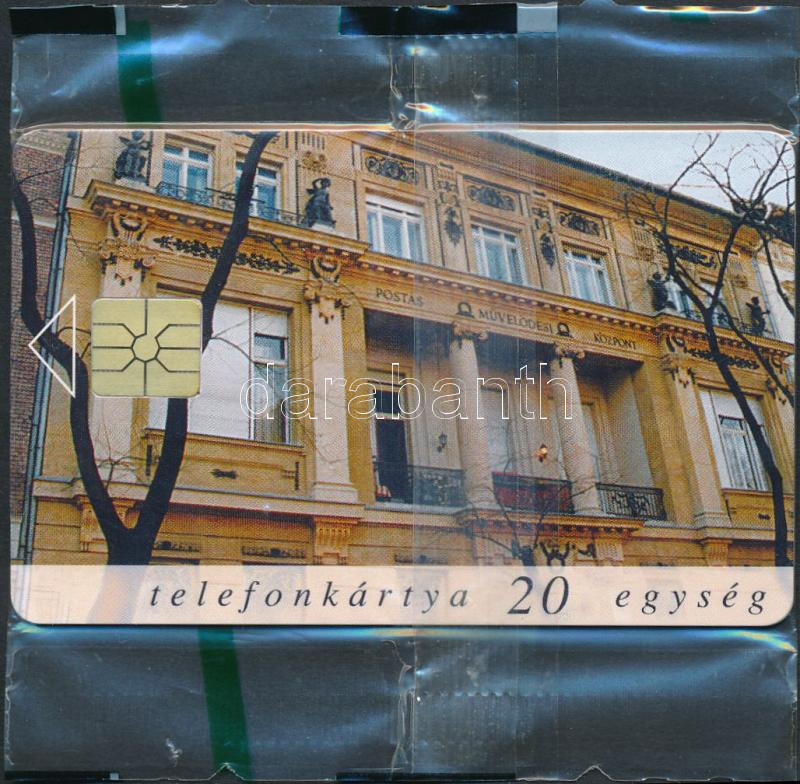 POSTÁS MŰVELŐDÉSI KÖZPONT
darabanth
telefonkártya 20 egység